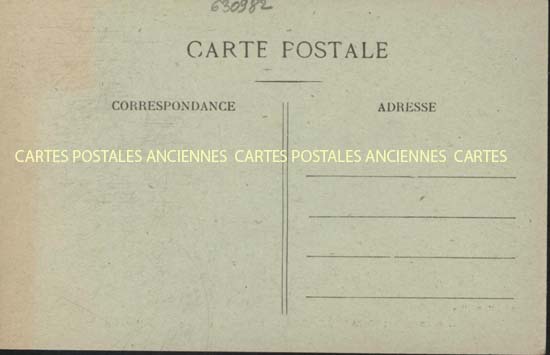 630982
CARTE POSTALE
CORRESPONDANCE
ADRESSE
CARTES POSTALES ANCIENNES CARTES POSTALES ANCIENNES CARTES